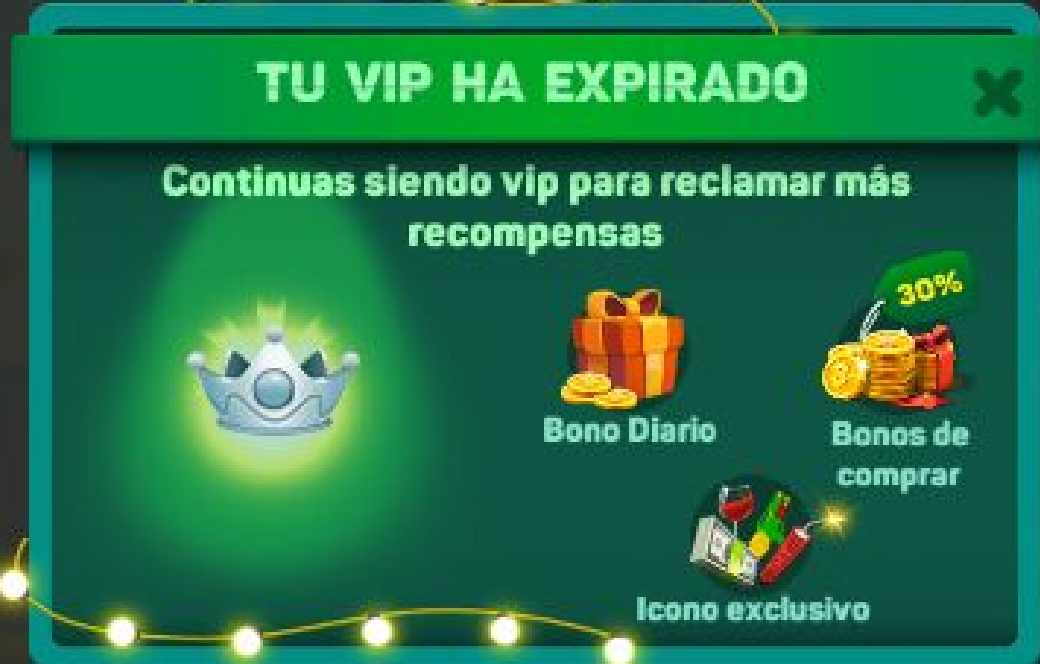 TU VIP HA EXPIRADO
Continuas siendo vip para reclamar más
recompensas
30%
Bono Diario
Bonos de
comprar
Icono exclusivo